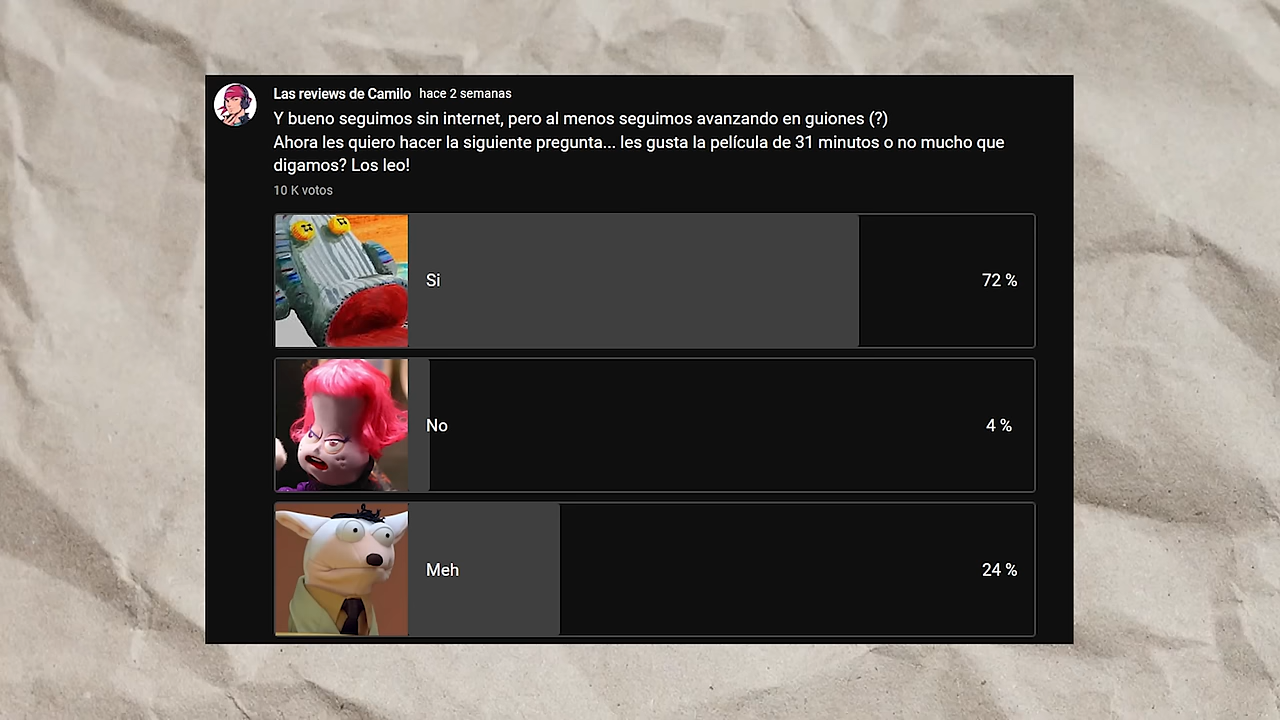 Las reviews de Camilo hace 2 semanas
Y bueno seguimos sin internet, pero al menos seguimos avanzando en guiones (?)
Ahora les quiero hacer la siguiente pregunta... les gusta la película de 31 minutos o no mucho que
digamos? Los leo!
10 K votos
Si 72 %
No 4 %
Meh 24 %